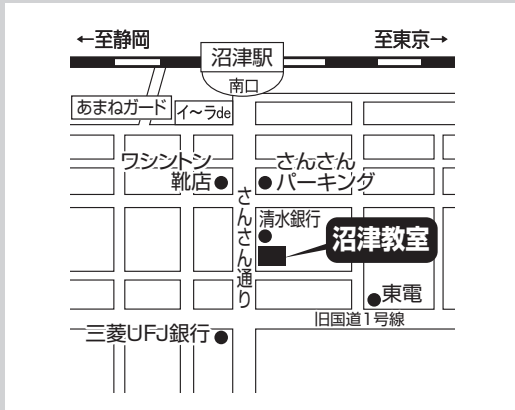 ←至静岡
至東京→
沼津駅
南口
あまねガード
イ〜ラde
ワシントン
靴店
さんさん
パーキング
さんさん通り
清水銀行
沼津教室
東電
旧国道1号線
三菱UFJ銀行